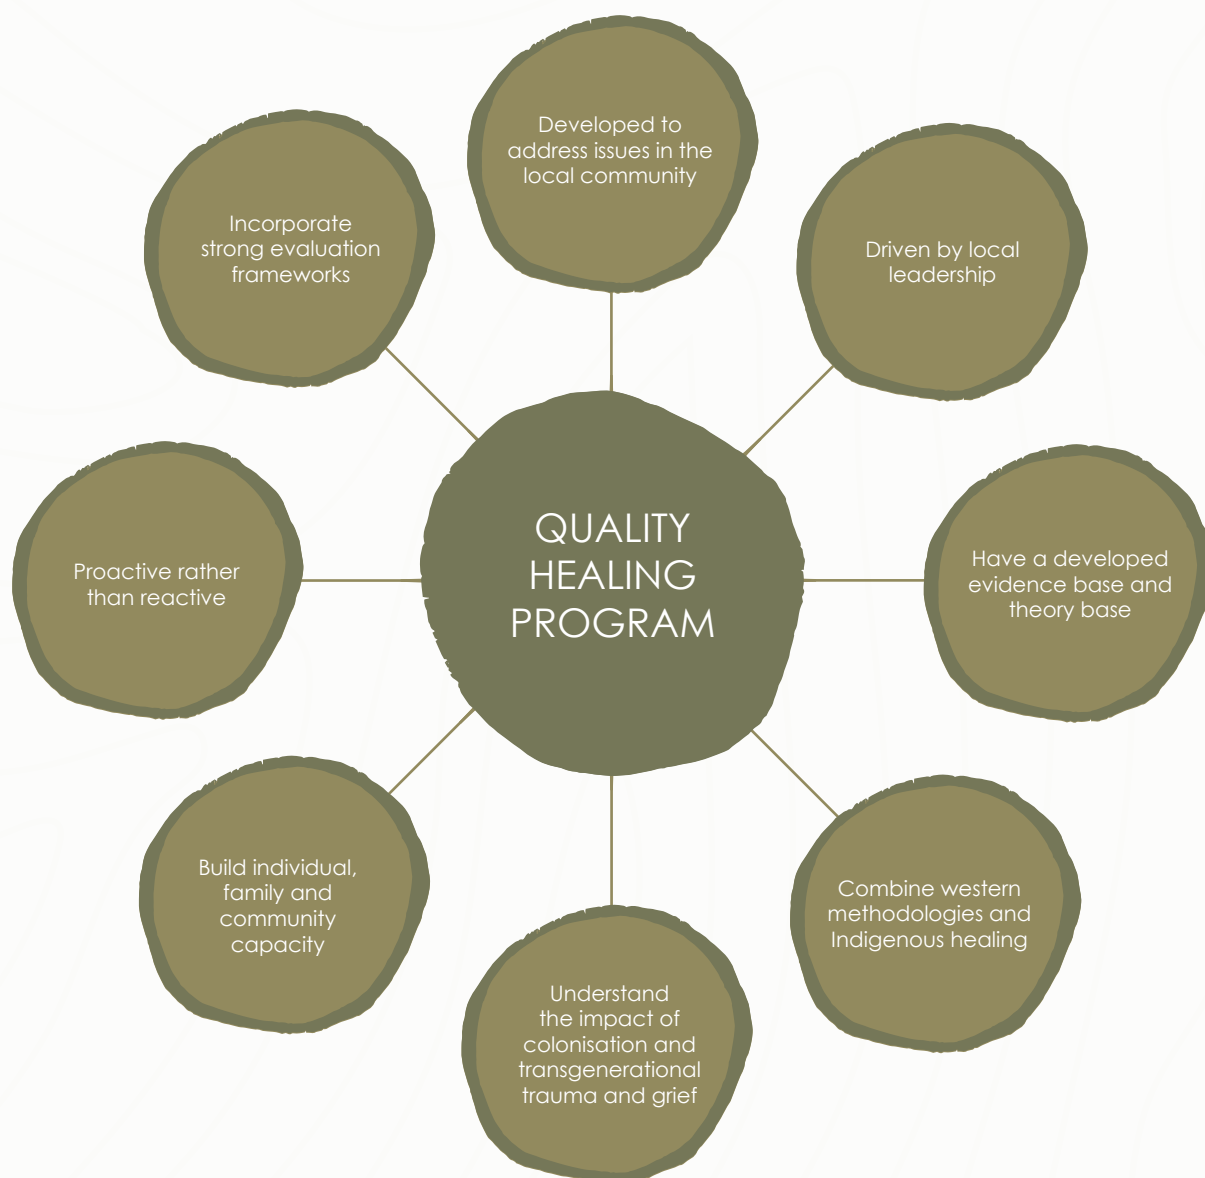 Developed to
address issues in the
local community
Driven by local
leadership
Have a developed
evidence base and
theory base
Combine western
methodologies and
Indigenous healing
Understand
the impact of
colonisation and
transgenerational
trauma and grief
Build individual,
family and
community
capacity
Proactive rather
than reactive
Incorporate
strong evaluation
frameworks
QUALITY
HEALING
PROGRAM